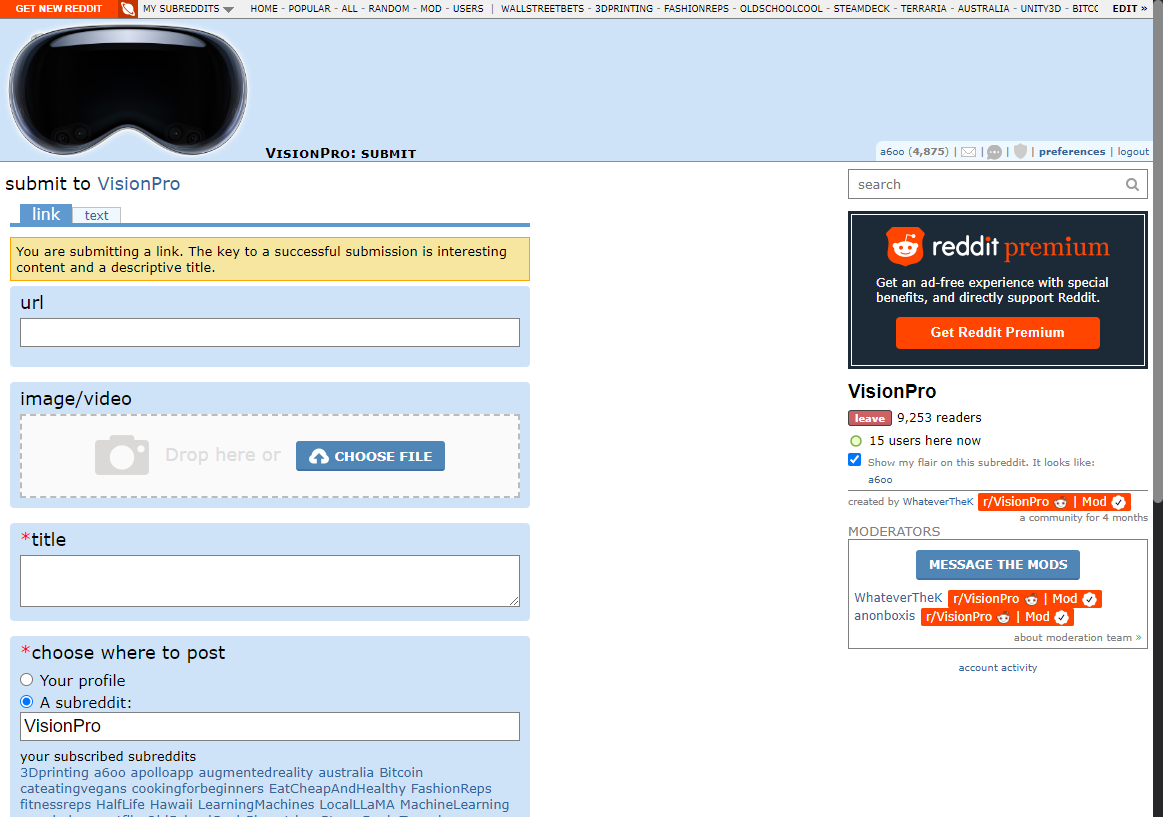 GET NEW REDDIT MY SUBREDDITS HOME - POPULAR - ALL - RANDOM - MOD - USERS | WALLSTREETBETS - 3DPRINTING - FASHIONREPS - OLDSCHOOLCOOL - STEAMDECK - TERRARIA - AUSTRALIA - UNITY3D - BITC EDIT »
VISIONPRO: SUBMIT
a6oo (4,875) | | | | preferences | logout
submit to VisionPro
link text
You are submitting a link. The key to a successful submission is interesting
content and a descriptive title.
url
image/video
Drop here or CHOOSE FILE
*title
*choose where to post
Your profile
A subreddit:
VisionPro
your subscribed subreddits
3Dprinting a6oo apolloapp augmentedreality australia Bitcoin
cateatingvegans cookingforbeginners EatCheapAndHealthy FashionReps
fitnessreps HalfLife Hawaii LearningMachines LocalLLaMA MachineLearning
search
reddit premium
Get an ad-free experience with special
benefits, and directly support Reddit.
Get Reddit Premium
VisionPro
leave 9,253 readers
15 users here now
Show my flair on this subreddit. It looks like:
a6oo
created by WhateverTheK r/VisionPro | Mod
a community for 4 months
MODERATORS
MESSAGE THE MODS
WhateverTheK r/VisionPro | Mod
anonboxis r/VisionPro | Mod
about moderation team »
account activity